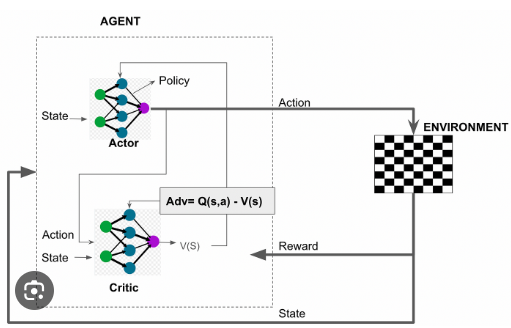 AGENT
Policy
State
Actor
Action
ENVIRONMENT
Adv= Q(s,a) - V(s)
Action
State
V(S)
Critic
Reward
State